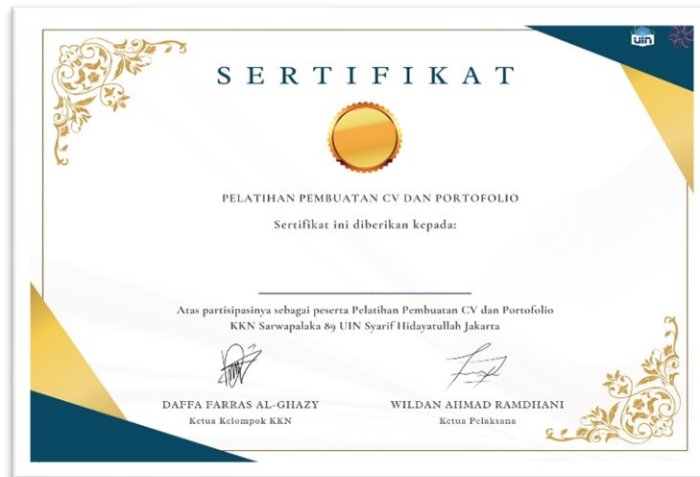 uin
SERTIFIKAT
PELATIHAN PEMBUATAN CV DAN PORTOFOLIO
Sertifikat ini diberikan kepada:
Atas partisipasinya sebagai peserta Pelatihan Pembuatan CV dan Portofolio
KKN Sarwapalaka 89 UIN Syarif Hidayatullah Jakarta
DAFFA FARRAS AL-GHAZY
WILDAN AHMAD RAMDHANI
Ketua Kelompok KKN
Ketua Pelaksana